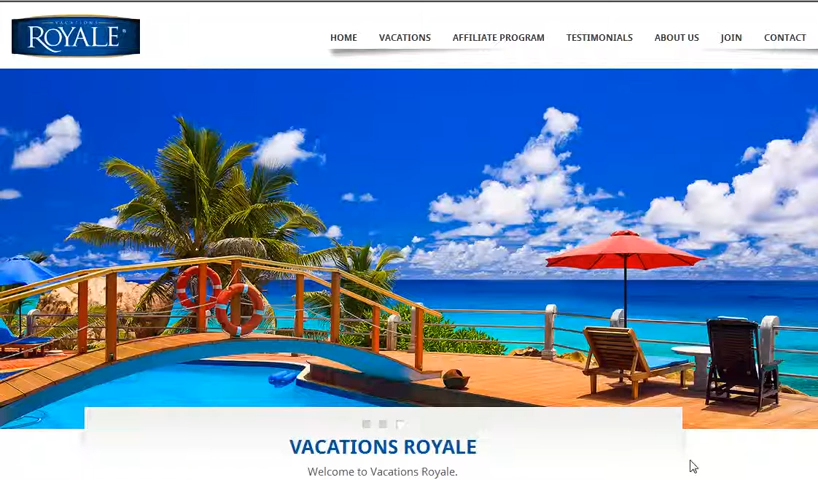 VACATIONS
ROYALE®
HOME VACATIONS AFFILIATE PROGRAM TESTIMONIALS ABOUT US JOIN CONTACT
VACATIONS ROYALE
Welcome to Vacations Royale.